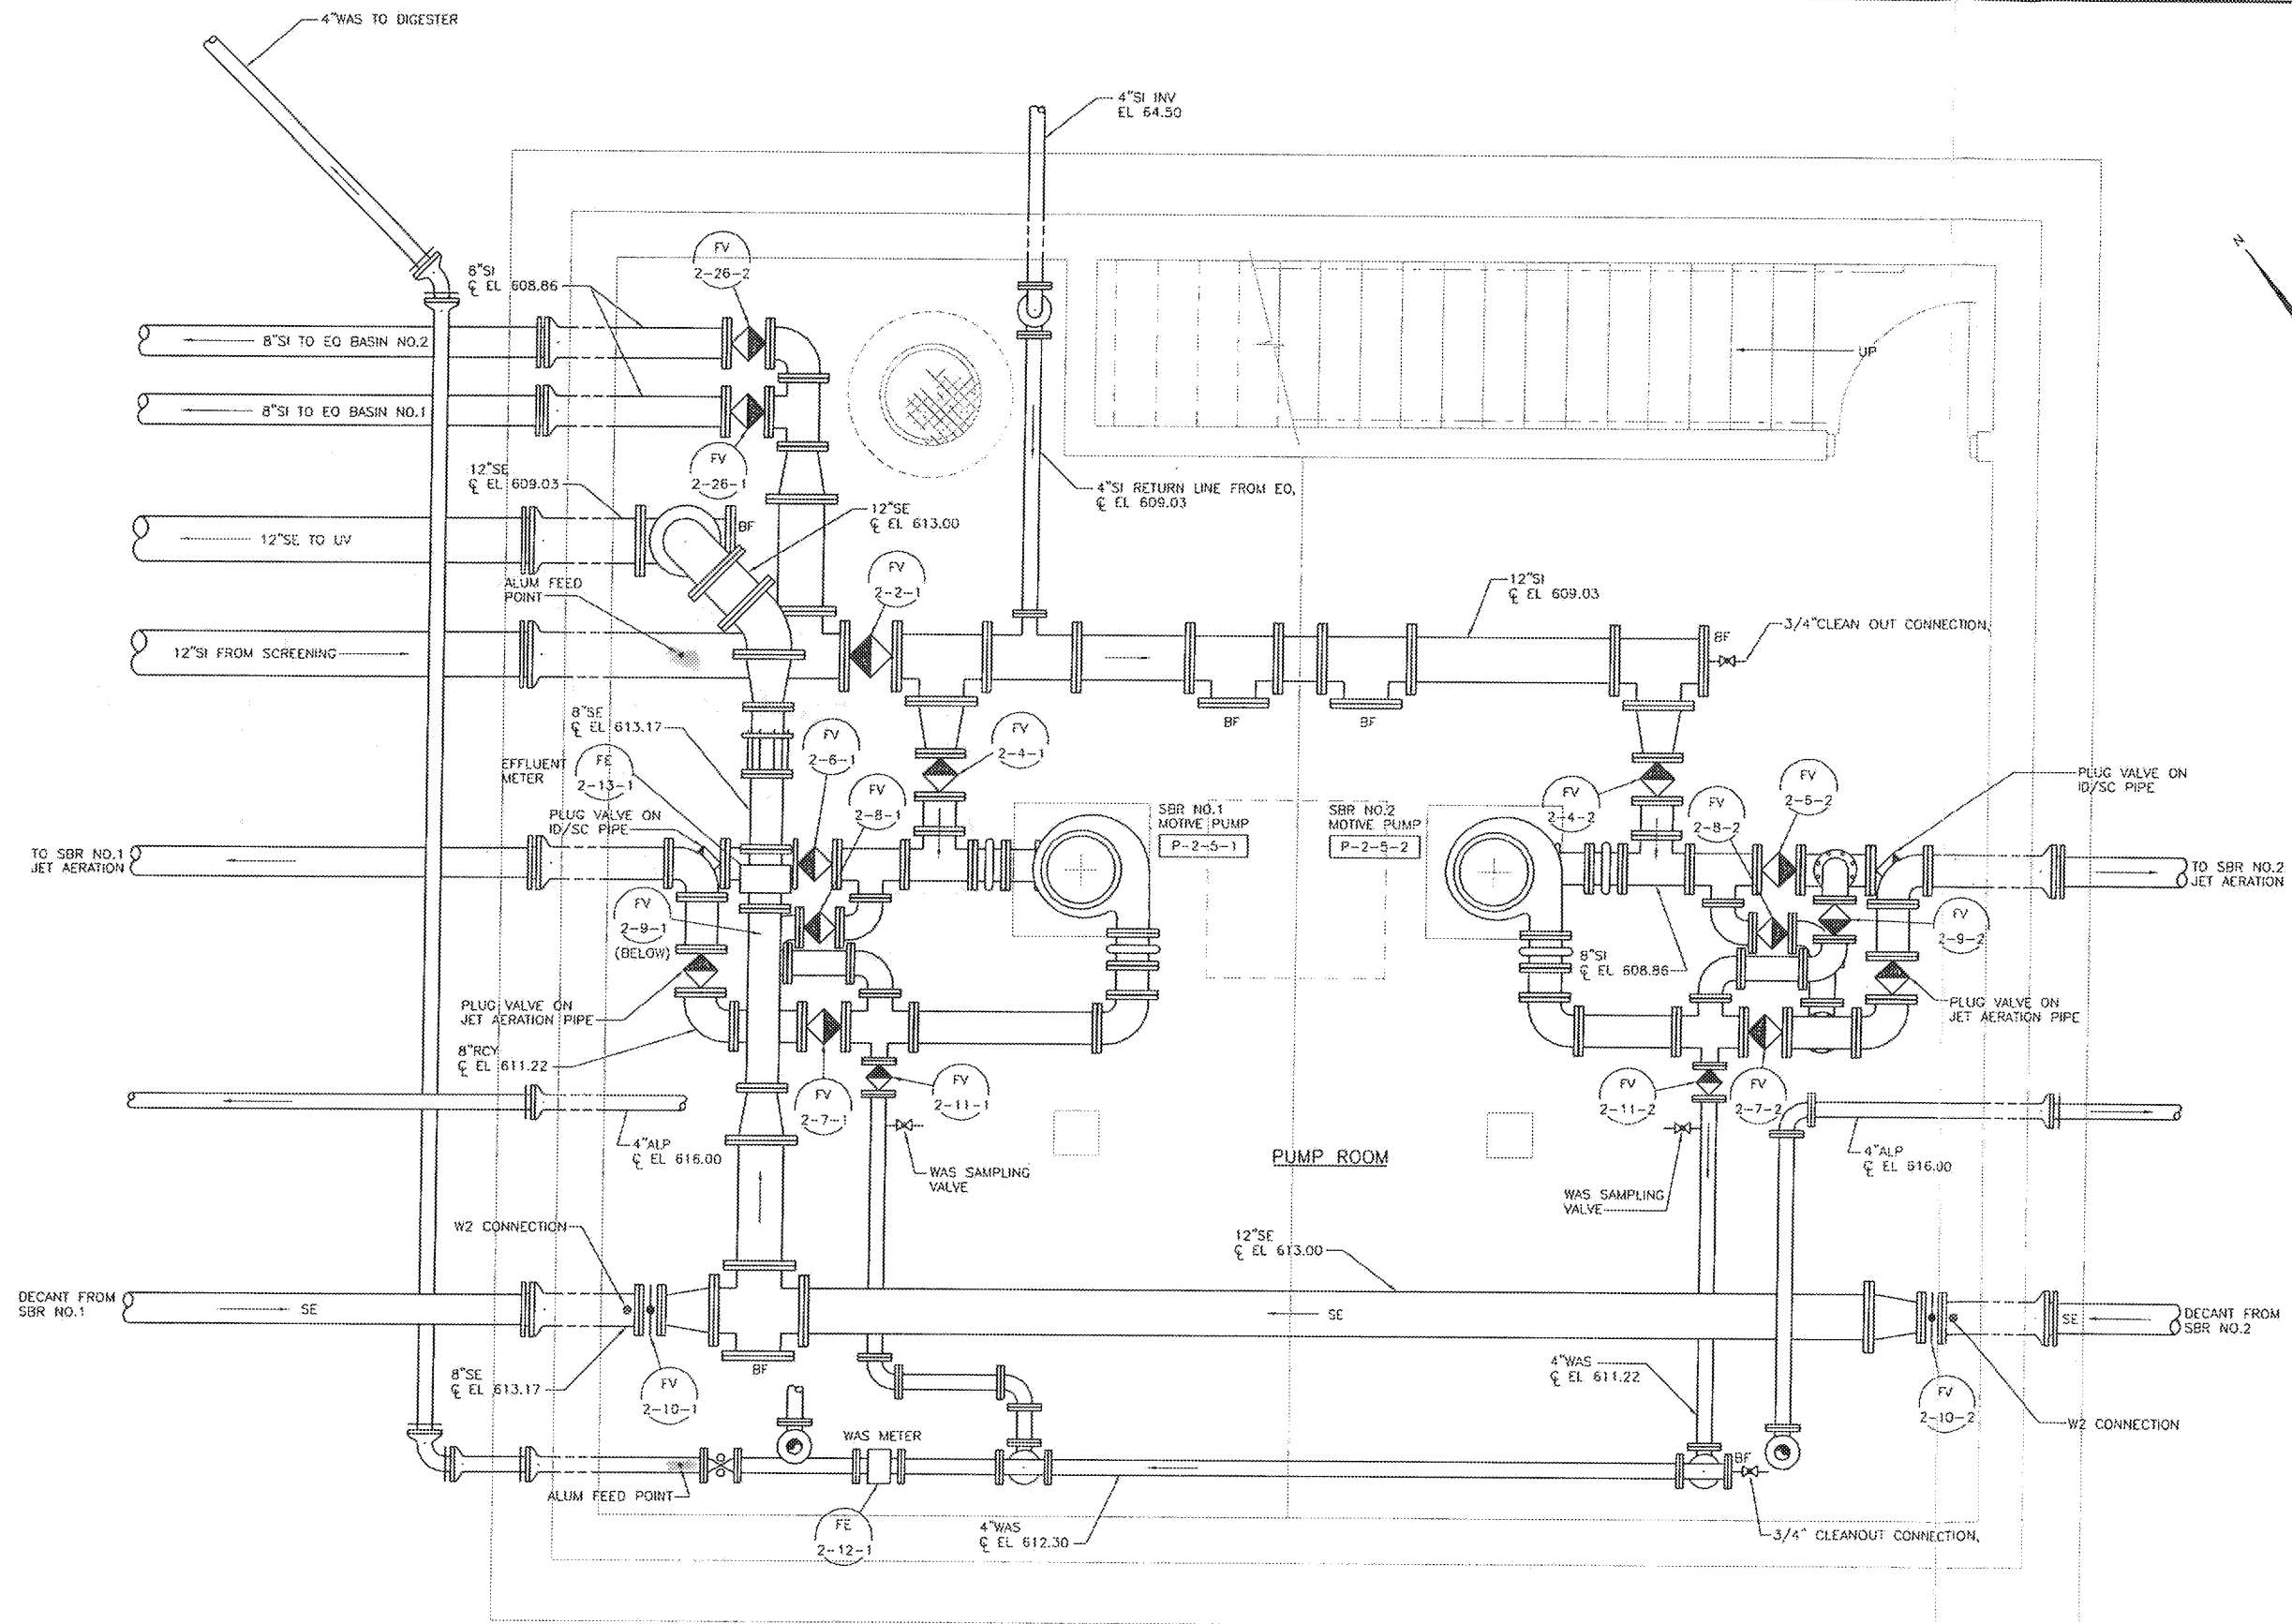 4"WAS TO DIGESTER
4"SI INV
EL 64.50
N
FV
2-26-2
8"SI
℄ EL 608.86
8"SI TO EQ BASIN NO.2
UP
8"SI TO EQ BASIN NO.1
FV
2-26-1
12"SE
℄ EL 609.03
4"SI RETURN LINE FROM EQ,
℄ EL 609.03
12"SE
℄ EL 613.00
BF
12"SE TO UV
ALUM FEED
POINT
FV
2-2-1
12"SI
℄ EL 609.03
3/4"CLEAN OUT CONNECTION,
BF
12"SI FROM SCREENING
8"SE
℄ EL 613.17
BF
BF
FV
2-6-1
FV
2-4-1
EFFLUENT
METER
FE
2-13-1
FV
2-8-1
PLUG VALVE ON
ID/SC PIPE
SBR NO.1
MOTIVE PUMP
P-2-5-1
SBR NO.2
MOTIVE PUMP
P-2-5-2
FV
2-4-2
FV
2-8-2
FV
2-6-2
PLUG VALVE ON
ID/SC PIPE
TO SBR NO.1
JET AERATION
TO SBR NO.2
JET AERATION
FV
2-9-1
(BELOW)
FV
2-9-2
8"SI
℄ EL 608.86
PLUG VALVE ON
JET AERATION PIPE
PLUG VALVE ON
JET AERATION PIPE
8"RCY
℄ EL 611.22
FV
2-7-1
FV
2-11-1
FV
2-11-2
FV
2-7-2
4"ALP
℄ EL 616.00
WAS SAMPLING
VALVE
PUMP ROOM
4"ALP
℄ EL 616.00
WAS SAMPLING
VALVE
W2 CONNECTION
12"SE
℄ EL 613.00
DECANT FROM
SBR NO.1
SE
SE
SE
DECANT FROM
SBR NO.2
8"SE
℄ EL 613.17
FV
2-10-1
BF
4"WAS
℄ EL 611.22
FV
2-10-2
W2 CONNECTION
WAS METER
BF
ALUM FEED POINT
FE
2-12-1
4"WAS
℄ EL 612.30
3/4" CLEANOUT CONNECTION,